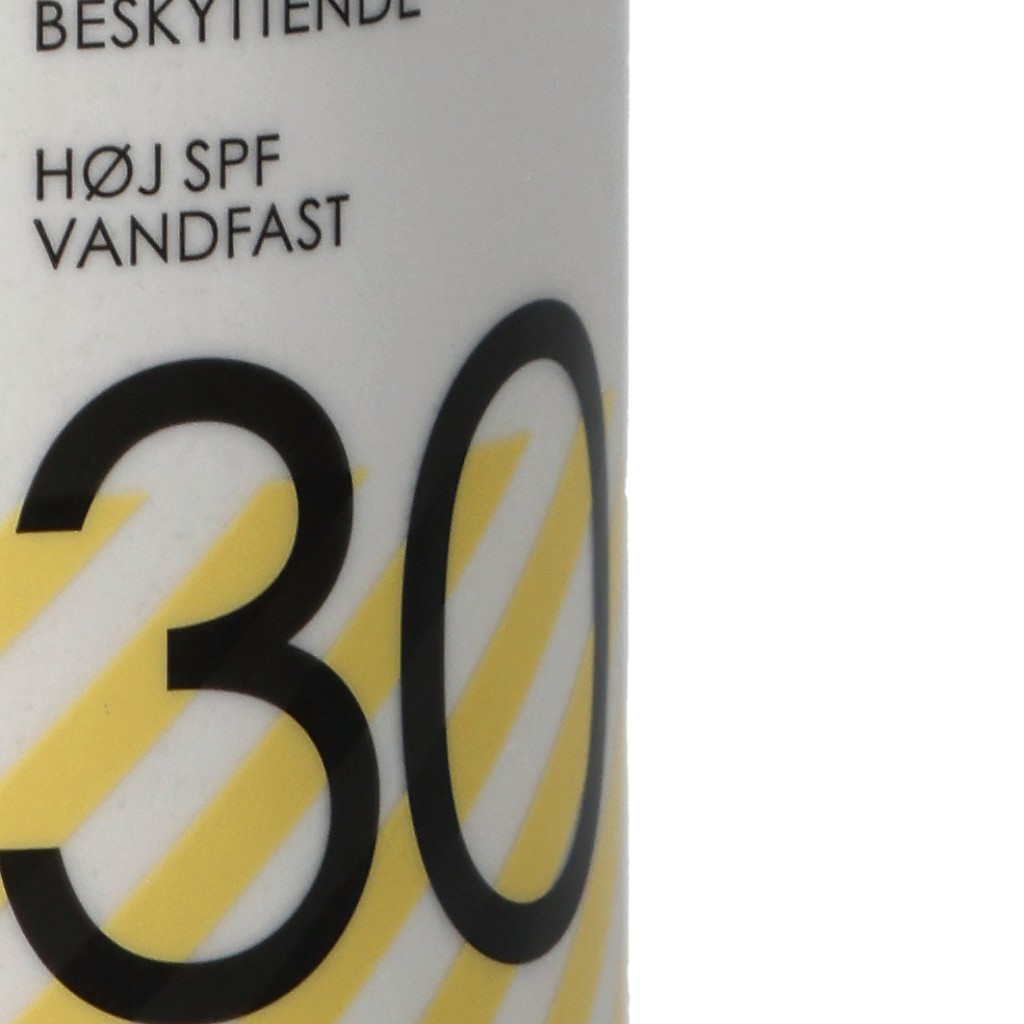 BESKYTTENDE
HØJ SPF
VANDFAST
30